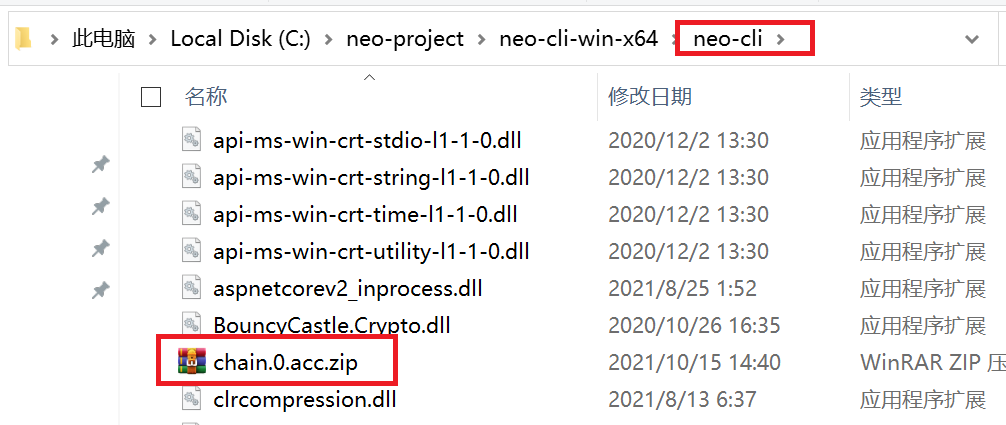 此电脑 > Local Disk (C:) > neo-project > neo-cli-win-x64 > neo-cli >
名称 修改日期 类型
api-ms-win-crt-stdio-l1-1-0.dll 2020/12/2 13:30 应用程序扩展
api-ms-win-crt-string-l1-1-0.dll 2020/12/2 13:30 应用程序扩展
api-ms-win-crt-time-l1-1-0.dll 2020/12/2 13:30 应用程序扩展
api-ms-win-crt-utility-l1-1-0.dll 2020/12/2 13:30 应用程序扩展
aspnetcorev2_inprocess.dll 2021/8/25 1:52 应用程序扩展
BouncyCastle.Crypto.dll 2020/10/26 16:35 应用程序扩展
chain.0.acc.zip 2021/10/15 14:40 WinRAR ZIP 压
clrcompression.dll 2021/8/13 6:37 应用程序扩展